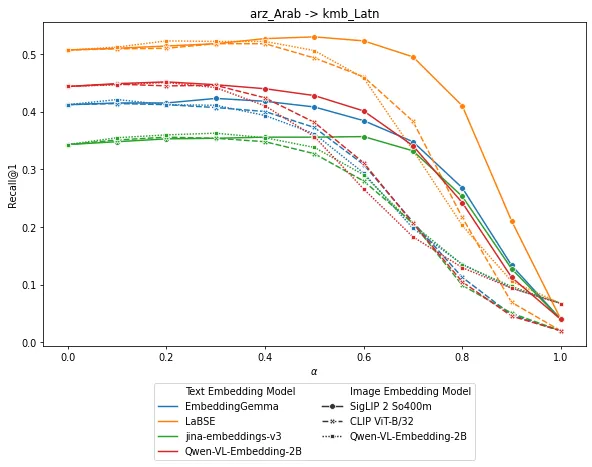 arz_Arab -> kmb_Latn
Recall@1
0.5
0.4
0.3
0.2
0.1
0.0
0.0 0.2 0.4 0.6 0.8 1.0
α
Text Embedding Model
EmbeddingGemma
LaBSE
jina-embeddings-v3
Qwen-VL-Embedding-2B
Image Embedding Model
SigLIP 2 So400m
CLIP ViT-B/32
Qwen-VL-Embedding-2B